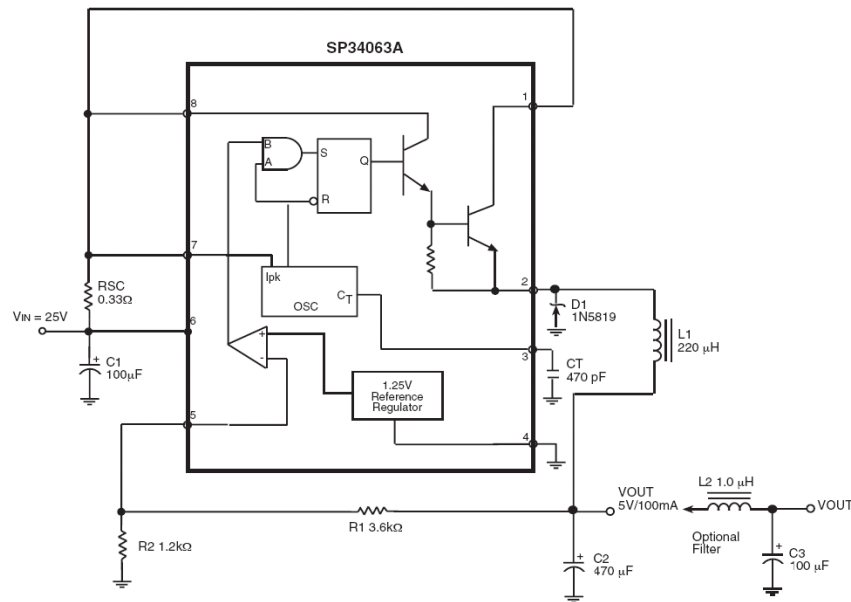 SP34063A
8
1
B
A
S
Q
R
7
Ipk
OSC
CT
RSC
0.33Ω
VIN = 25V
6
2
D1
1N5819
L1
220 µH
+
C1
100µF
+
-
3
CT
470 pF
1.25V
Reference
Regulator
5
4
L2 1.0 µH
VOUT
5V/100mA
VOUT
R1 3.6kΩ
Optional
Filter
R2 1.2kΩ
+
C2
470 µF
+
C3
100 µF